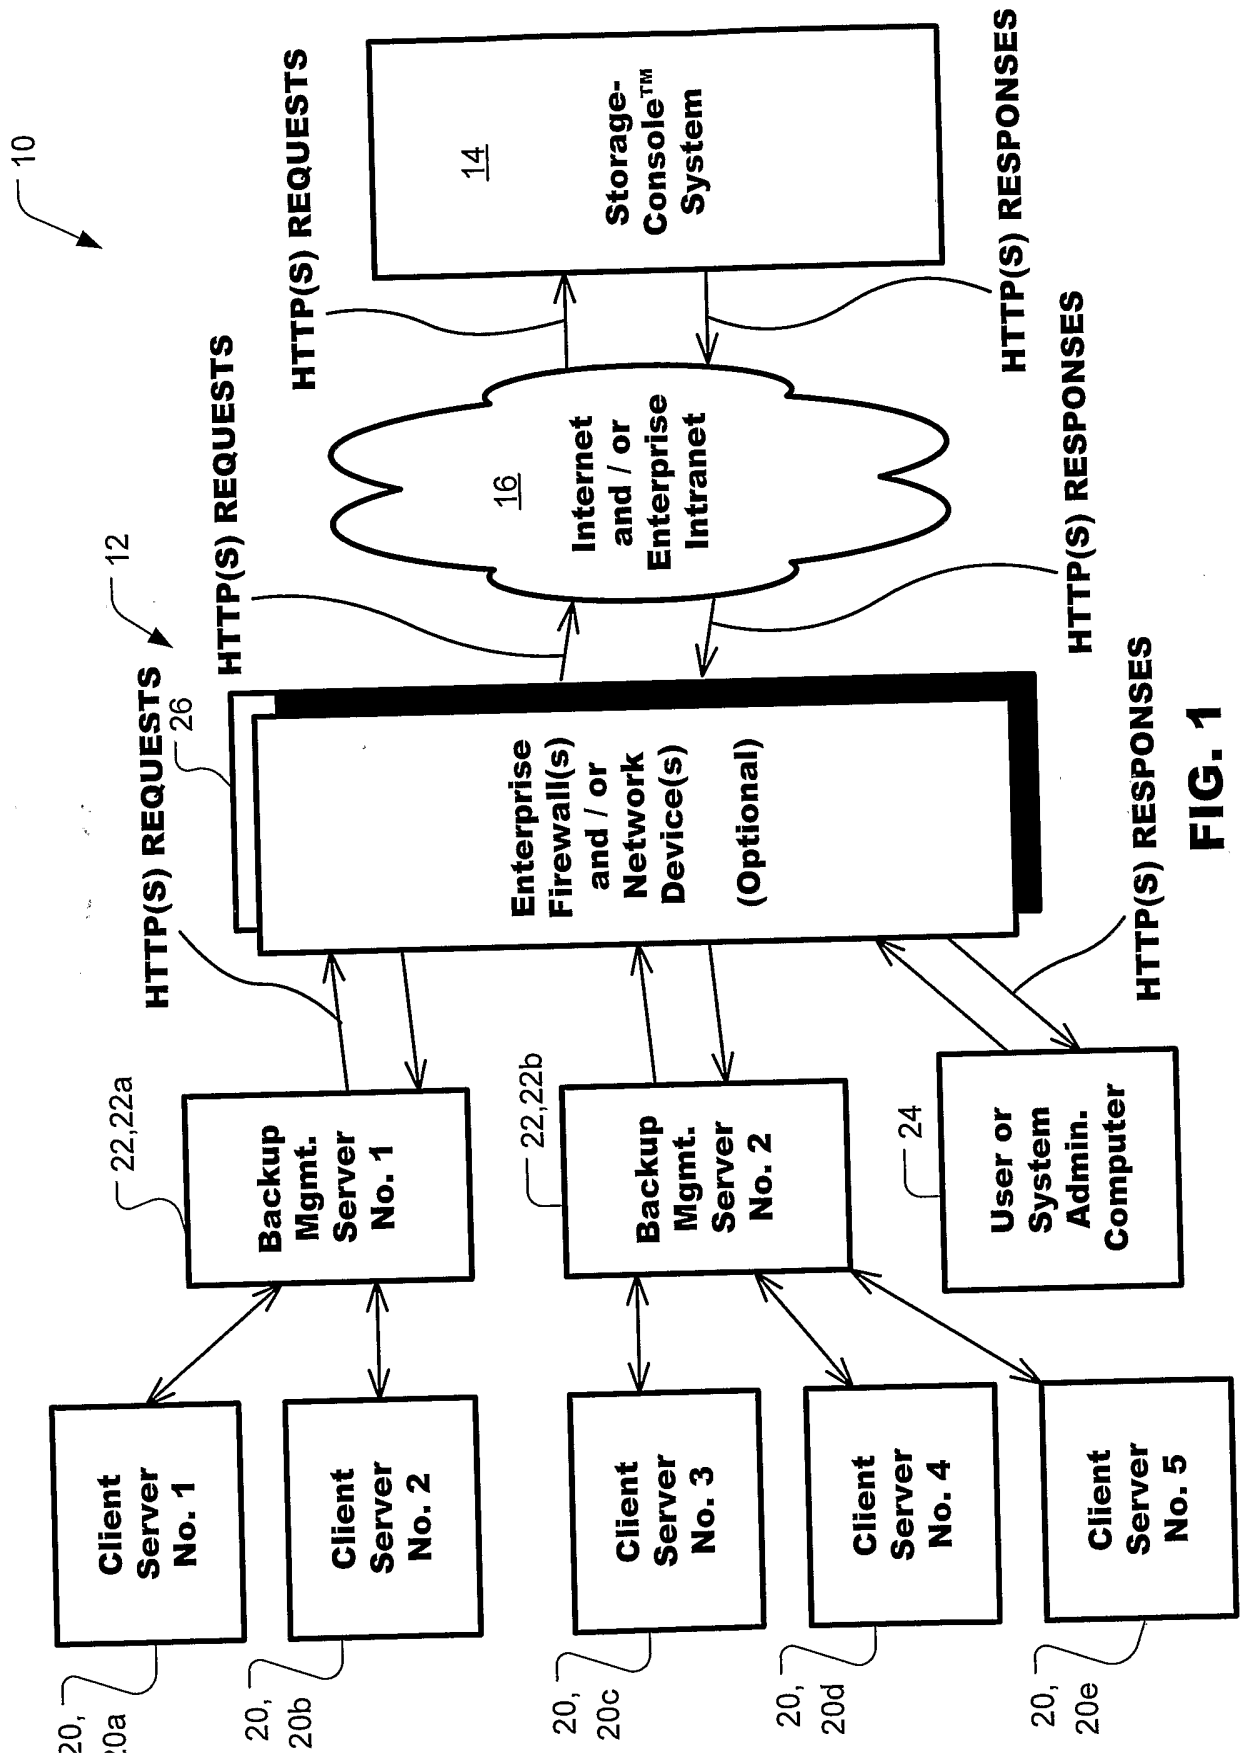 10
HTTP(S) REQUESTS
14
Storage-
Console™
System
HTTP(S) RESPONSES
HTTP(S) REQUESTS
16
Internet
and / or
Enterprise
Intranet
HTTP(S) RESPONSES
12
HTTP(S) REQUESTS
26
Enterprise
Firewall(s)
and / or
Network
Device(s)
(Optional)
HTTP(S) RESPONSES
22,22a
Backup
Mgmt.
Server
No. 1
22,22b
Backup
Mgmt.
Server
No. 2
24
User or
System
Admin.
Computer
Client
Server
No. 1
20,
20a
Client
Server
No. 2
20,
20b
Client
Server
No. 3
20,
20c
Client
Server
No. 4
20,
20d
Client
Server
No. 5
20,
20e
FIG. 1